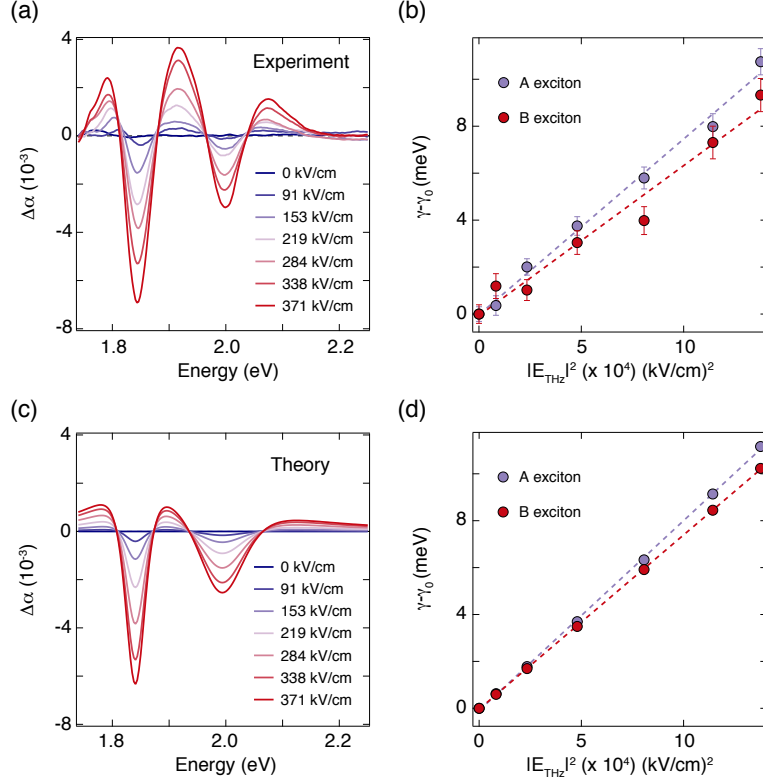 (a)
Experiment
Δα (10⁻³)
4
0
-4
-8
0 kV/cm
91 kV/cm
153 kV/cm
219 kV/cm
284 kV/cm
338 kV/cm
371 kV/cm
1.8
2.0
2.2
Energy (eV)
(b)
A exciton
B exciton
γ-γ₀ (meV)
8
4
0
0
5
10
|E_THz|² (x 10⁴) (kV/cm)²
(c)
Theory
Δα (10⁻³)
4
0
-4
-8
0 kV/cm
91 kV/cm
153 kV/cm
219 kV/cm
284 kV/cm
338 kV/cm
371 kV/cm
1.8
2.0
2.2
Energy (eV)
(d)
A exciton
B exciton
γ-γ₀ (meV)
8
4
0
0
5
10
|E_THz|² (x 10⁴) (kV/cm)²